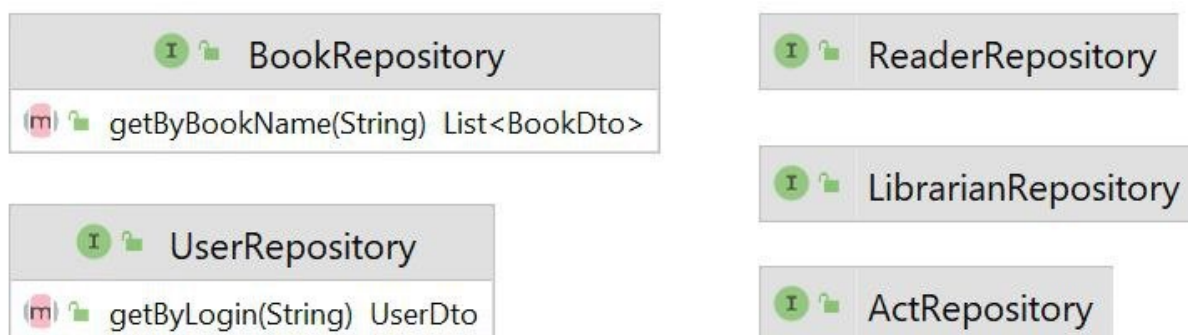 BookRepository
getByBookName(String) List<BookDto>
UserRepository
getByLogin(String) UserDto
ReaderRepository
LibrarianRepository
ActRepository